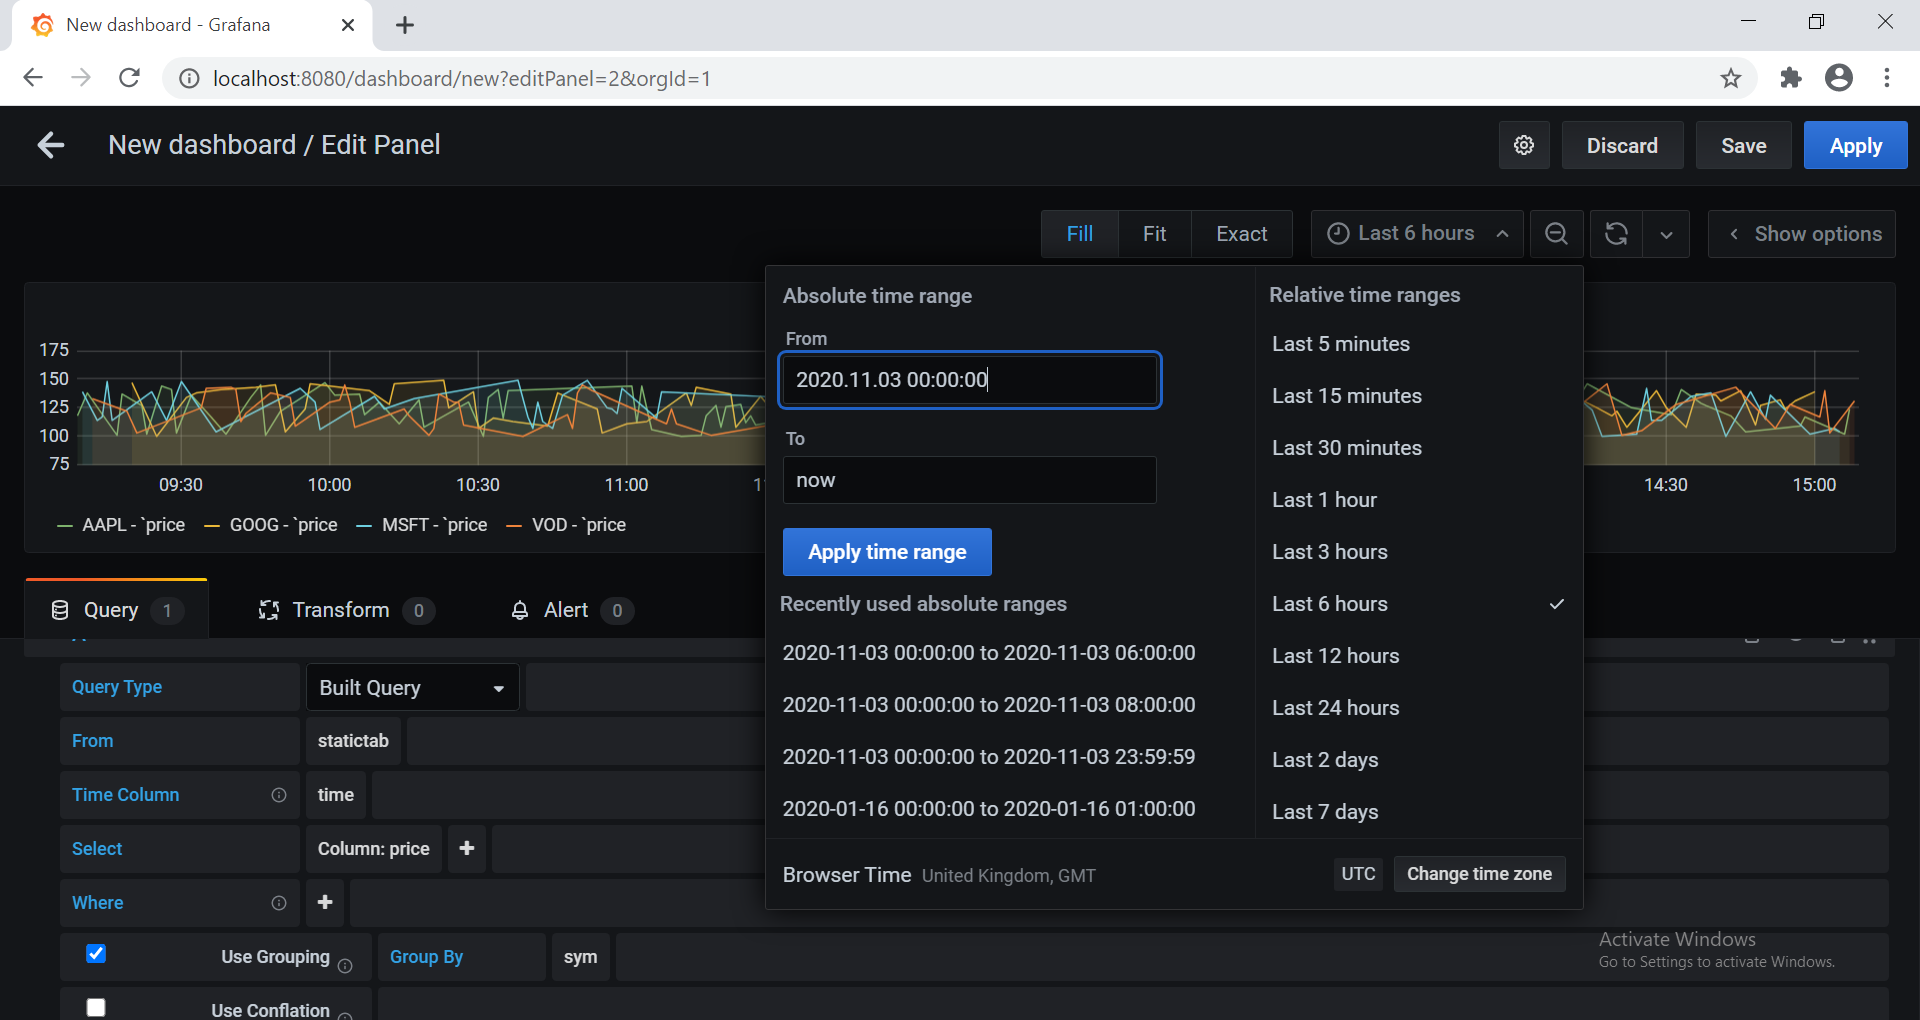 New dashboard - Grafana
localhost:8080/dashboard/new?editPanel=2&orgId=1
New dashboard / Edit Panel
Discard
Save
Apply
Fill
Fit
Exact
Last 6 hours
Show options
175
150
125
100
75
09:30
10:00
10:30
11:00
1
14:30
15:00
AAPL - `price
GOOG - `price
MSFT - `price
VOD - `price
Absolute time range
From
2020.11.03 00:00:00
To
now
Apply time range
Recently used absolute ranges
2020-11-03 00:00:00 to 2020-11-03 06:00:00
2020-11-03 00:00:00 to 2020-11-03 08:00:00
2020-11-03 00:00:00 to 2020-11-03 23:59:59
2020-01-16 00:00:00 to 2020-01-16 01:00:00
Relative time ranges
Last 5 minutes
Last 15 minutes
Last 30 minutes
Last 1 hour
Last 3 hours
Last 6 hours
Last 12 hours
Last 24 hours
Last 2 days
Last 7 days
Browser Time United Kingdom, GMT
UTC
Change time zone
Query 1
Transform 0
Alert 0
Query Type
Built Query
From
statictab
Time Column
time
Select
Column: price
Where
Use Grouping
Group By
sym
Use Conflation
Activate Windows
Go to Settings to activate Windows.